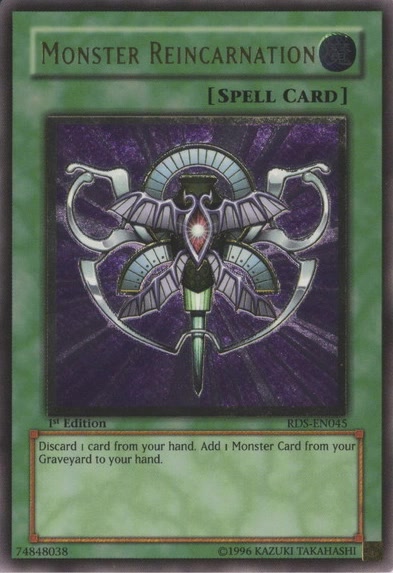 MONSTER REINCARNATION
[SPELL CARD]
1st Edition
RDS-EN045
Discard 1 card from your hand. Add 1 Monster Card from your
Graveyard to your hand.
74848038
©1996 KAZUKI TAKAHASHI